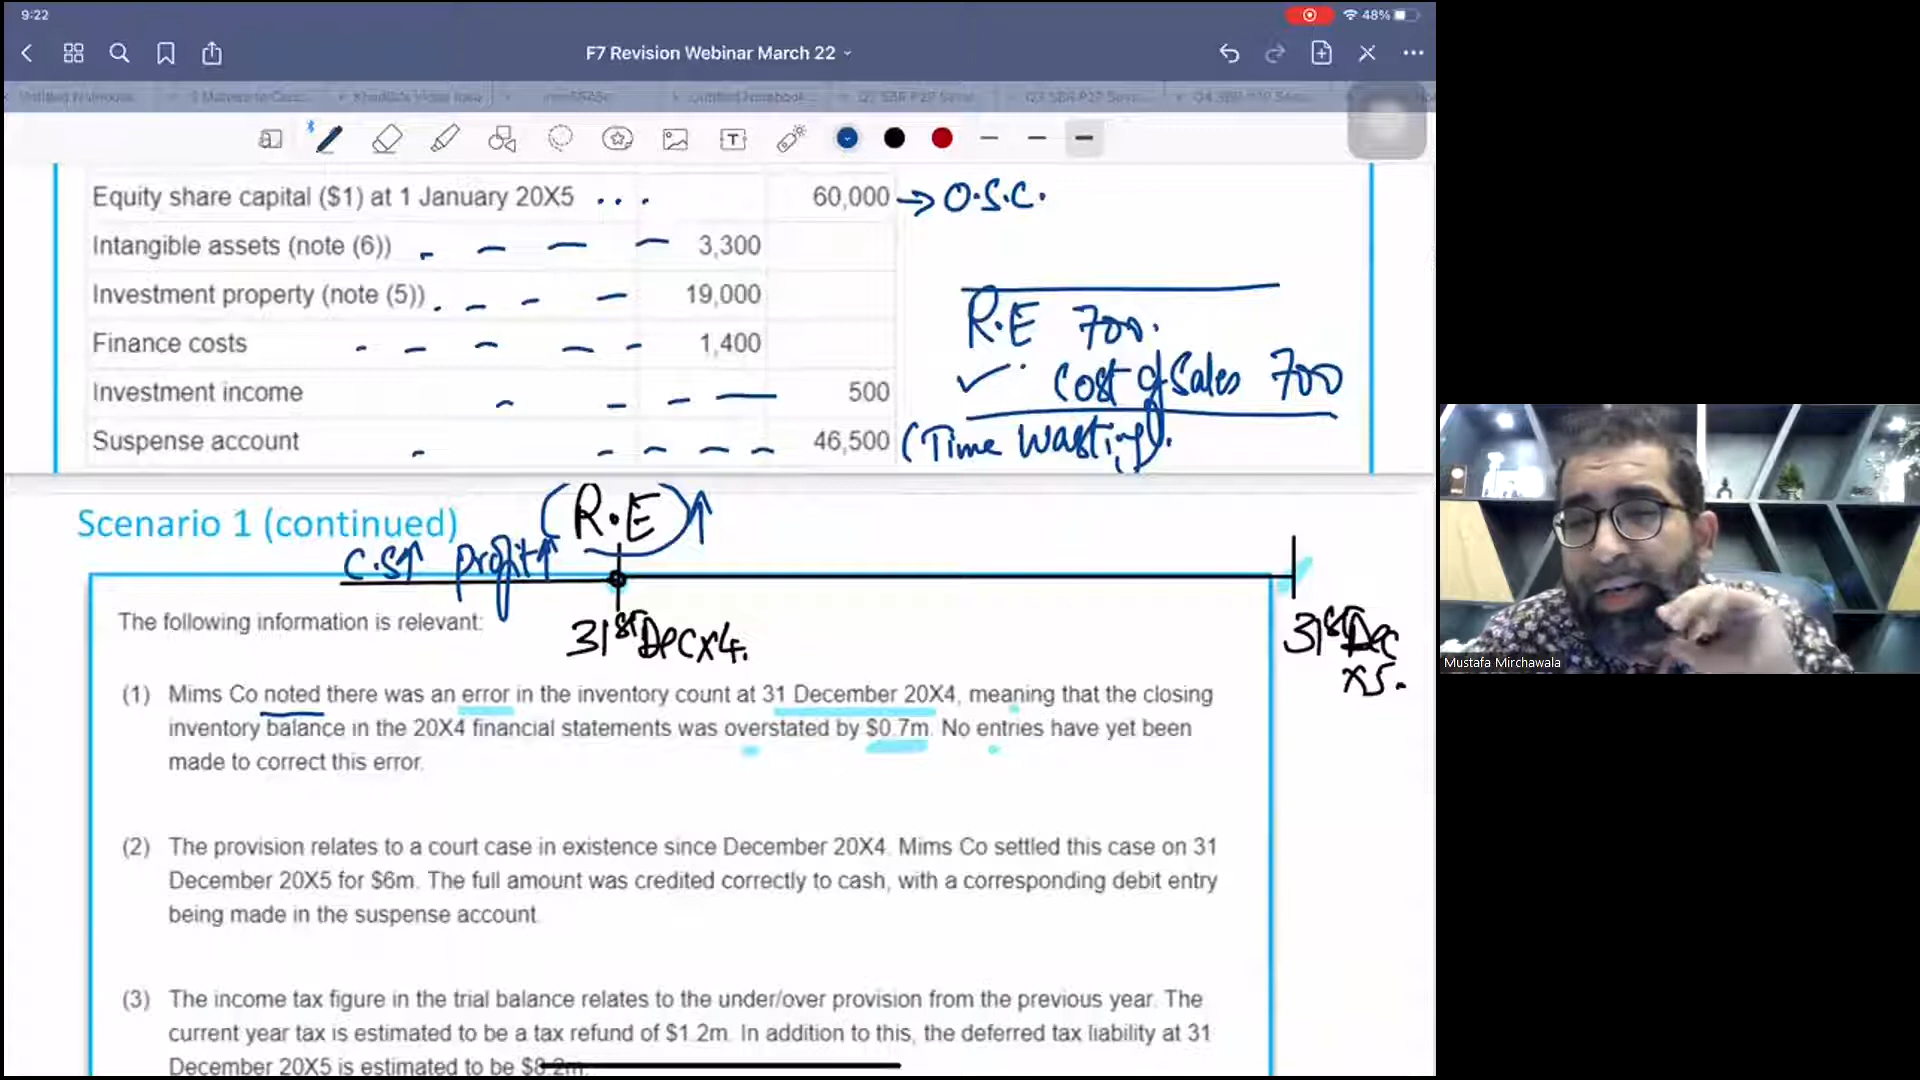 9:22
48%
F7 Revision Webinar March 22
Equity share capital ($1) at 1 January 20X5 60,000 → O.S.C.
Intangible assets (note (6)) 3,300
Investment property (note (5)) 19,000
R.E 700.
Finance costs 1,400
✓ Cost of Sales 700
Investment income 500
Suspense account 46,500 (Time Wasting).
Scenario 1 (continued)
(R.E)↑
C.S↑ profit↑
The following information is relevant:
31st Dec x4.
31st Dec
x5.
(1) Mims Co noted there was an error in the inventory count at 31 December 20X4, meaning that the closing
inventory balance in the 20X4 financial statements was overstated by $0.7m. No entries have yet been
made to correct this error.
(2) The provision relates to a court case in existence since December 20X4. Mims Co settled this case on 31
December 20X5 for $6m. The full amount was credited correctly to cash, with a corresponding debit entry
being made in the suspense account.
(3) The income tax figure in the trial balance relates to the under/over provision from the previous year. The
current year tax is estimated to be a tax refund of $1.2m. In addition to this, the deferred tax liability at 31
December 20X5 is estimated to be $8.2m.
Mustafa Mirchawala